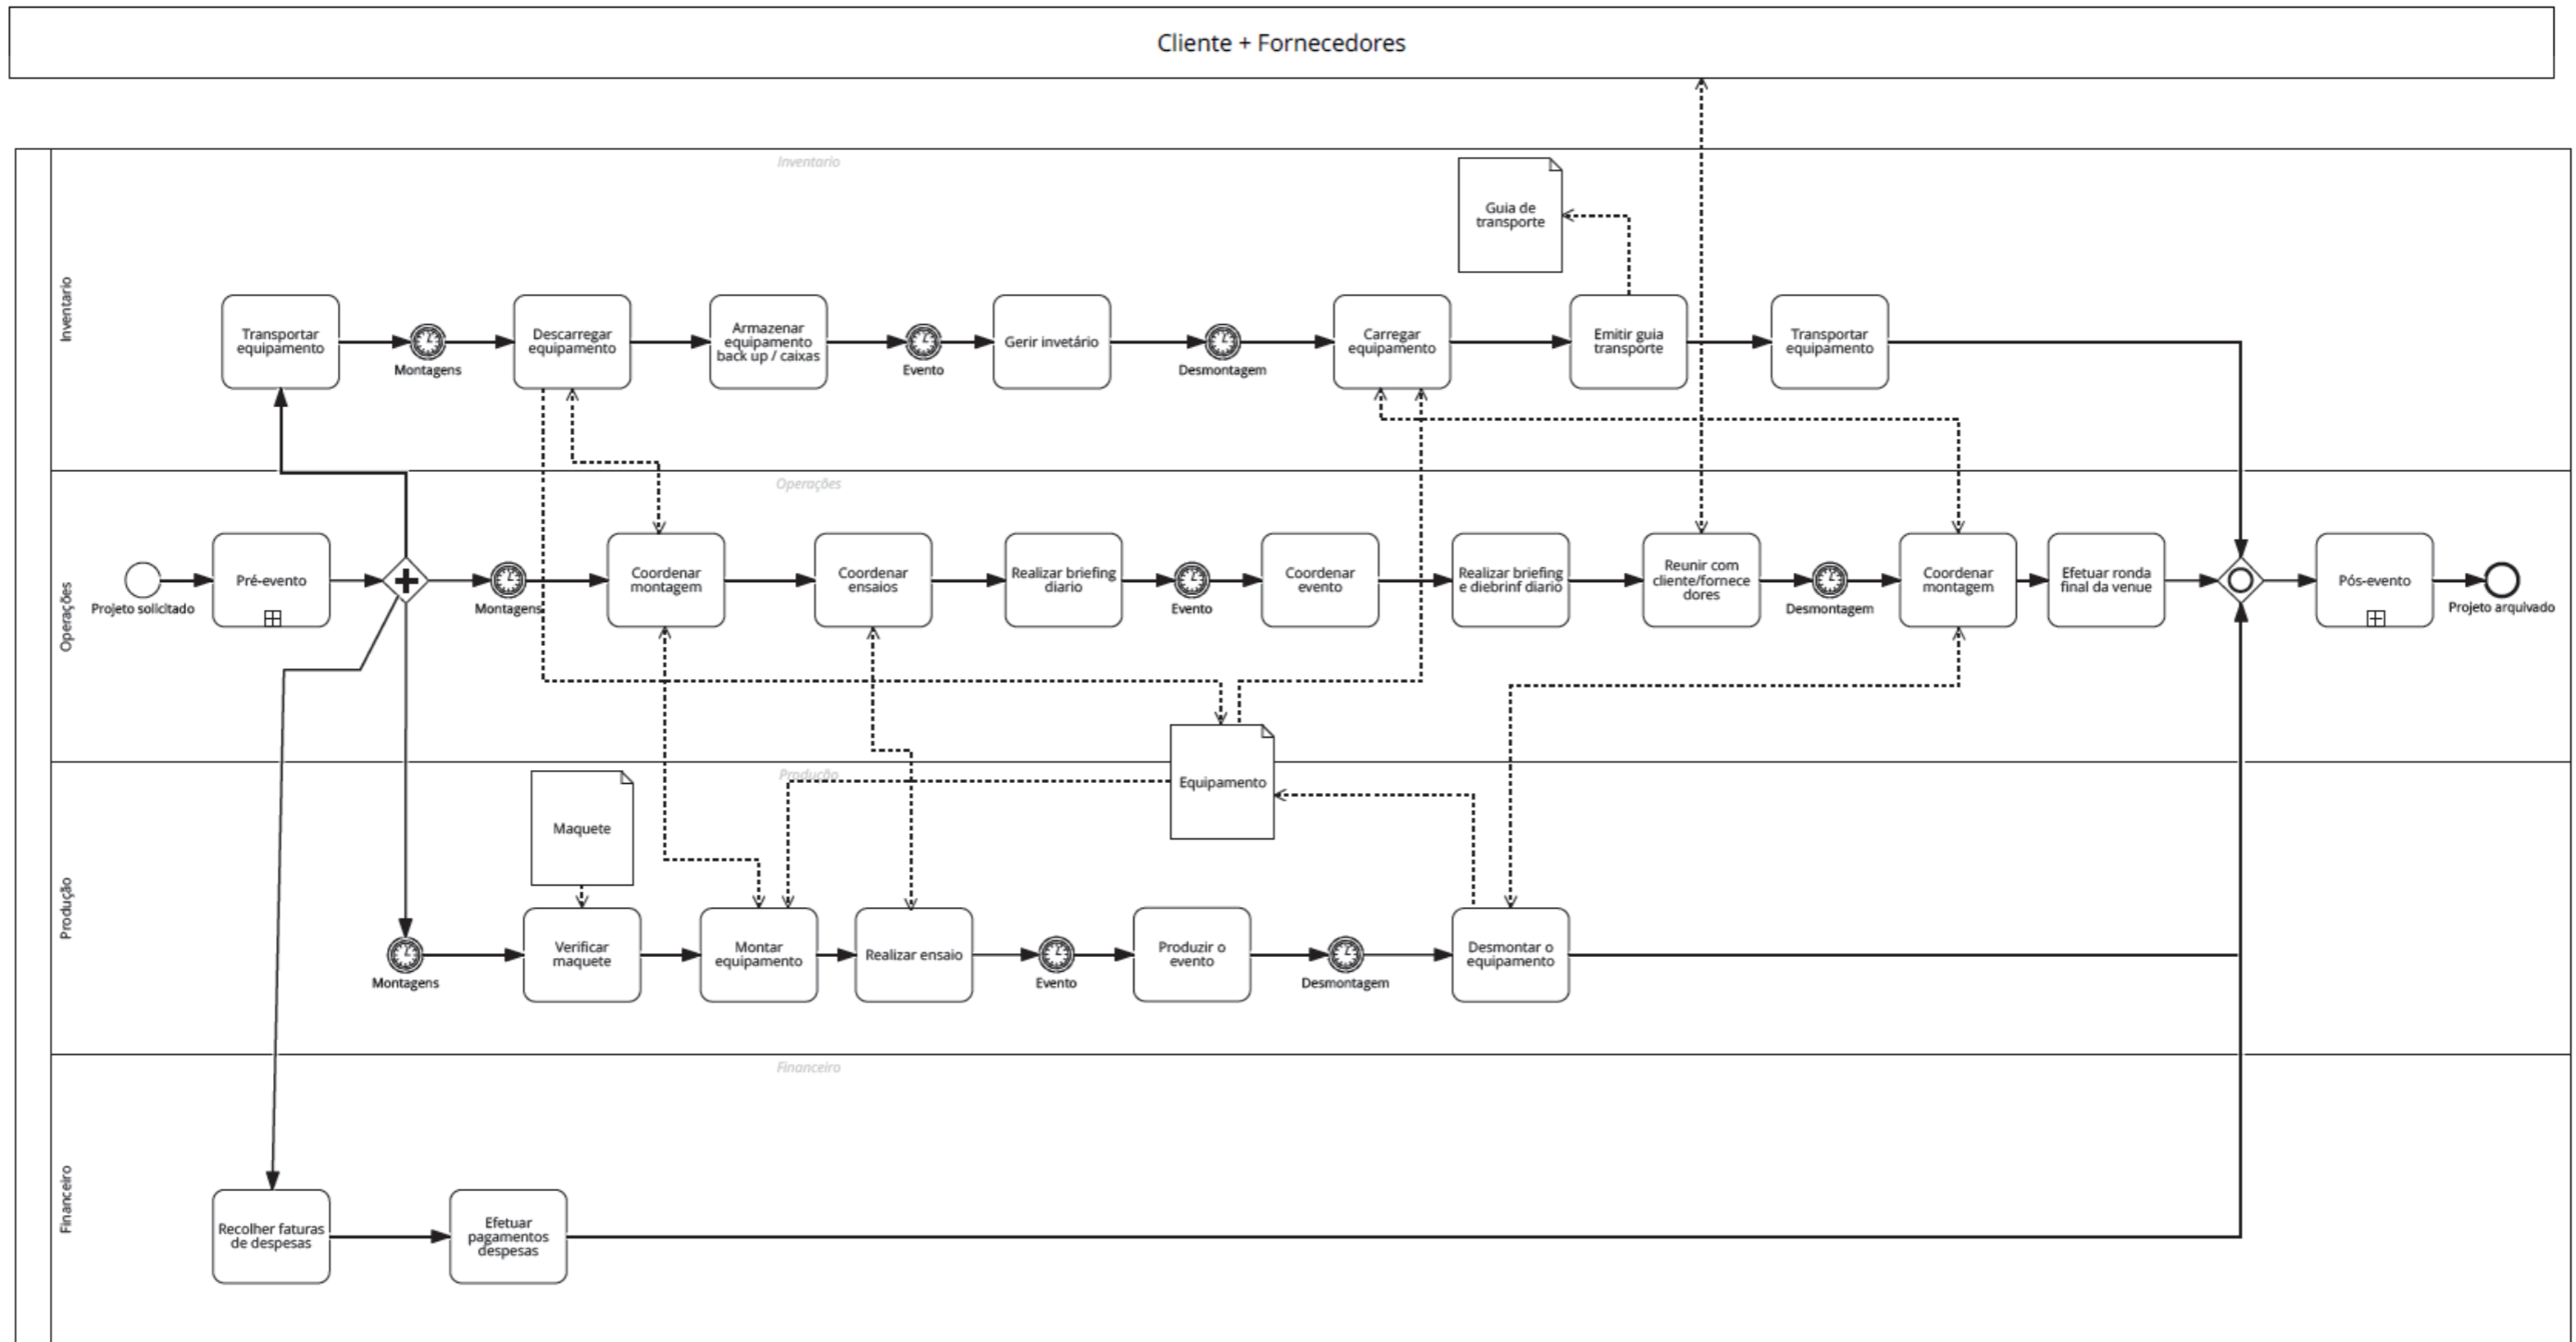 Cliente + Fornecedores
Inventario
Inventario
Guia de
transporte
Transportar
equipamento
Montagens
Descarregar
equipamento
Armazenar
equipamento
back up / caixas
Evento
Gerir invetário
Desmontagem
Carregar
equipamento
Emitir guia
transporte
Transportar
equipamento
Operações
Operações
Projeto solicitado
Pré-evento
Montagens
Coordenar
montagem
Coordenar
ensaios
Realizar briefing
diario
Evento
Coordenar
evento
Realizar briefing
e diebrinf diario
Reunir com
cliente/fornece
dores
Desmontagem
Coordenar
montagem
Efetuar ronda
final da venue
Pós-evento
Projeto arquivado
Produção
Produção
Maquete
Equipamento
Montagens
Verificar
maquete
Montar
equipamento
Realizar ensaio
Evento
Produzir o
evento
Desmontagem
Desmontar o
equipamento
Financeiro
Financeiro
Recolher faturas
de despesas
Efetuar
pagamentos
despesas